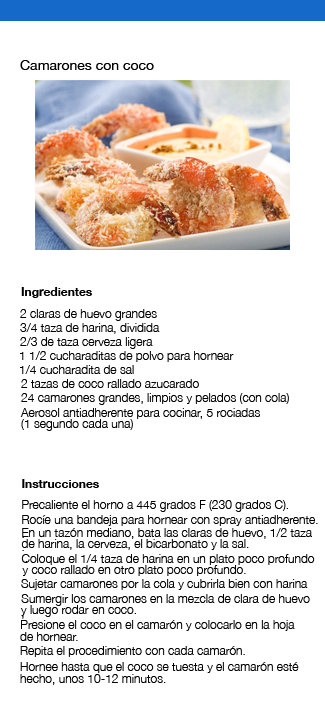 Camarones con coco
Ingredientes
2 claras de huevo grandes
3/4 taza de harina, dividida
2/3 de taza cerveza ligera
1 1/2 cucharaditas de polvo para hornear
1/4 cucharadita de sal
2 tazas de coco rallado azucarado
24 camarones grandes, limpios y pelados (con cola)
Aerosol antiadherente para cocinar, 5 rociadas
(1 segundo cada una)
Instrucciones
Precaliente el horno a 445 grados F (230 grados C).
Rocíe una bandeja para hornear con spray antiadherente.
En un tazón mediano, bata las claras de huevo, 1/2 taza
de harina, la cerveza, el bicarbonato y la sal.
Coloque el 1/4 taza de harina en un plato poco profundo
y coco rallado en otro plato poco profundo.
Sujetar camarones por la cola y cubrirla bien con harina
Sumergir los camarones en la mezcla de clara de huevo
y luego rodar en coco.
Presione el coco en el camarón y colocarlo en la hoja
de hornear.
Repita el procedimiento con cada camarón.
Hornee hasta que el coco se tuesta y el camarón esté
hecho, unos 10-12 minutos.